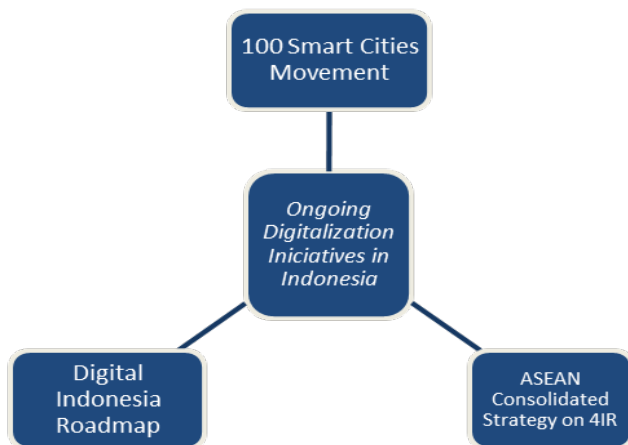 100 Smart Cities
Movement
Ongoing
Digitalization
Iniciatives in
Indonesia
Digital
Indonesia
Roadmap
ASEAN
Consolidated
Strategy on 4IR